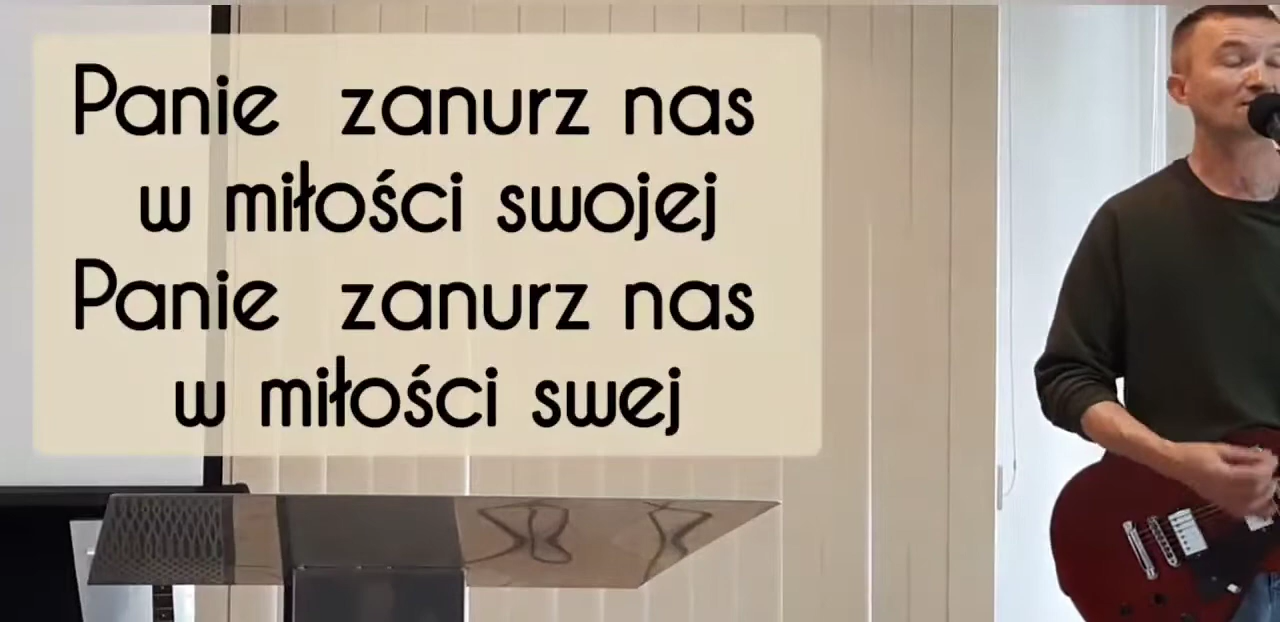 Panie zanurz nas
w miłości swojej
Panie zanurz nas
w miłości swej